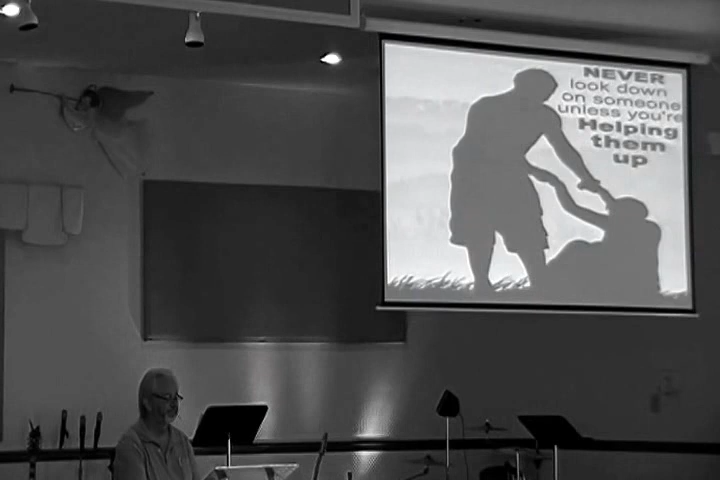 NEVER
look down
on someone
unless you're
Helping
them
up